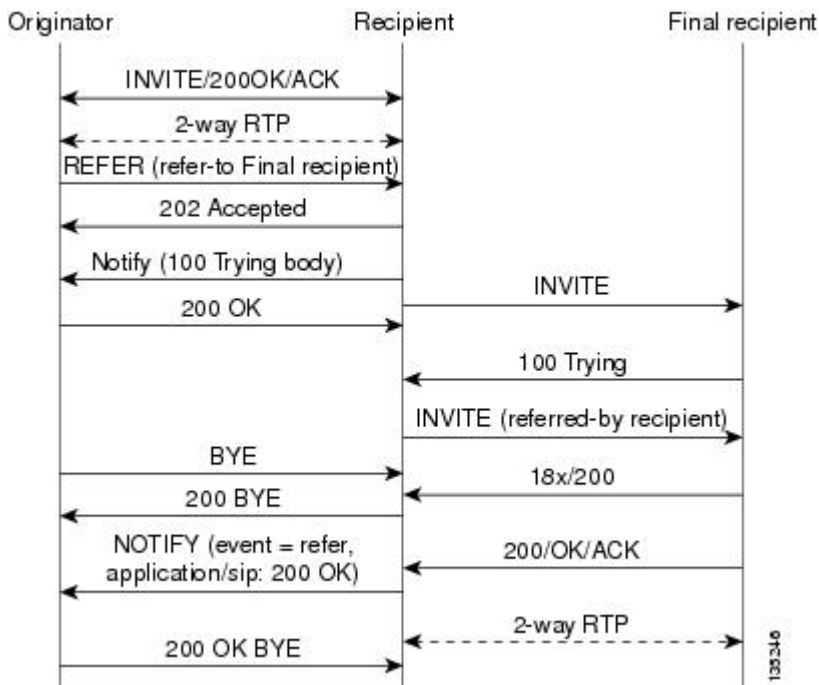 Originator Recipient Final recipient
INVITE/200OK/ACK
2-way RTP
REFER (refer-to Final recipient)
202 Accepted
Notify (100 Trying body)
INVITE
200 OK
100 Trying
INVITE (referred-by recipient)
BYE
18x/200
200 BYE
NOTIFY (event = refer,
application/sip: 200 OK)
200/OK/ACK
2-way RTP
200 OK BYE
135246